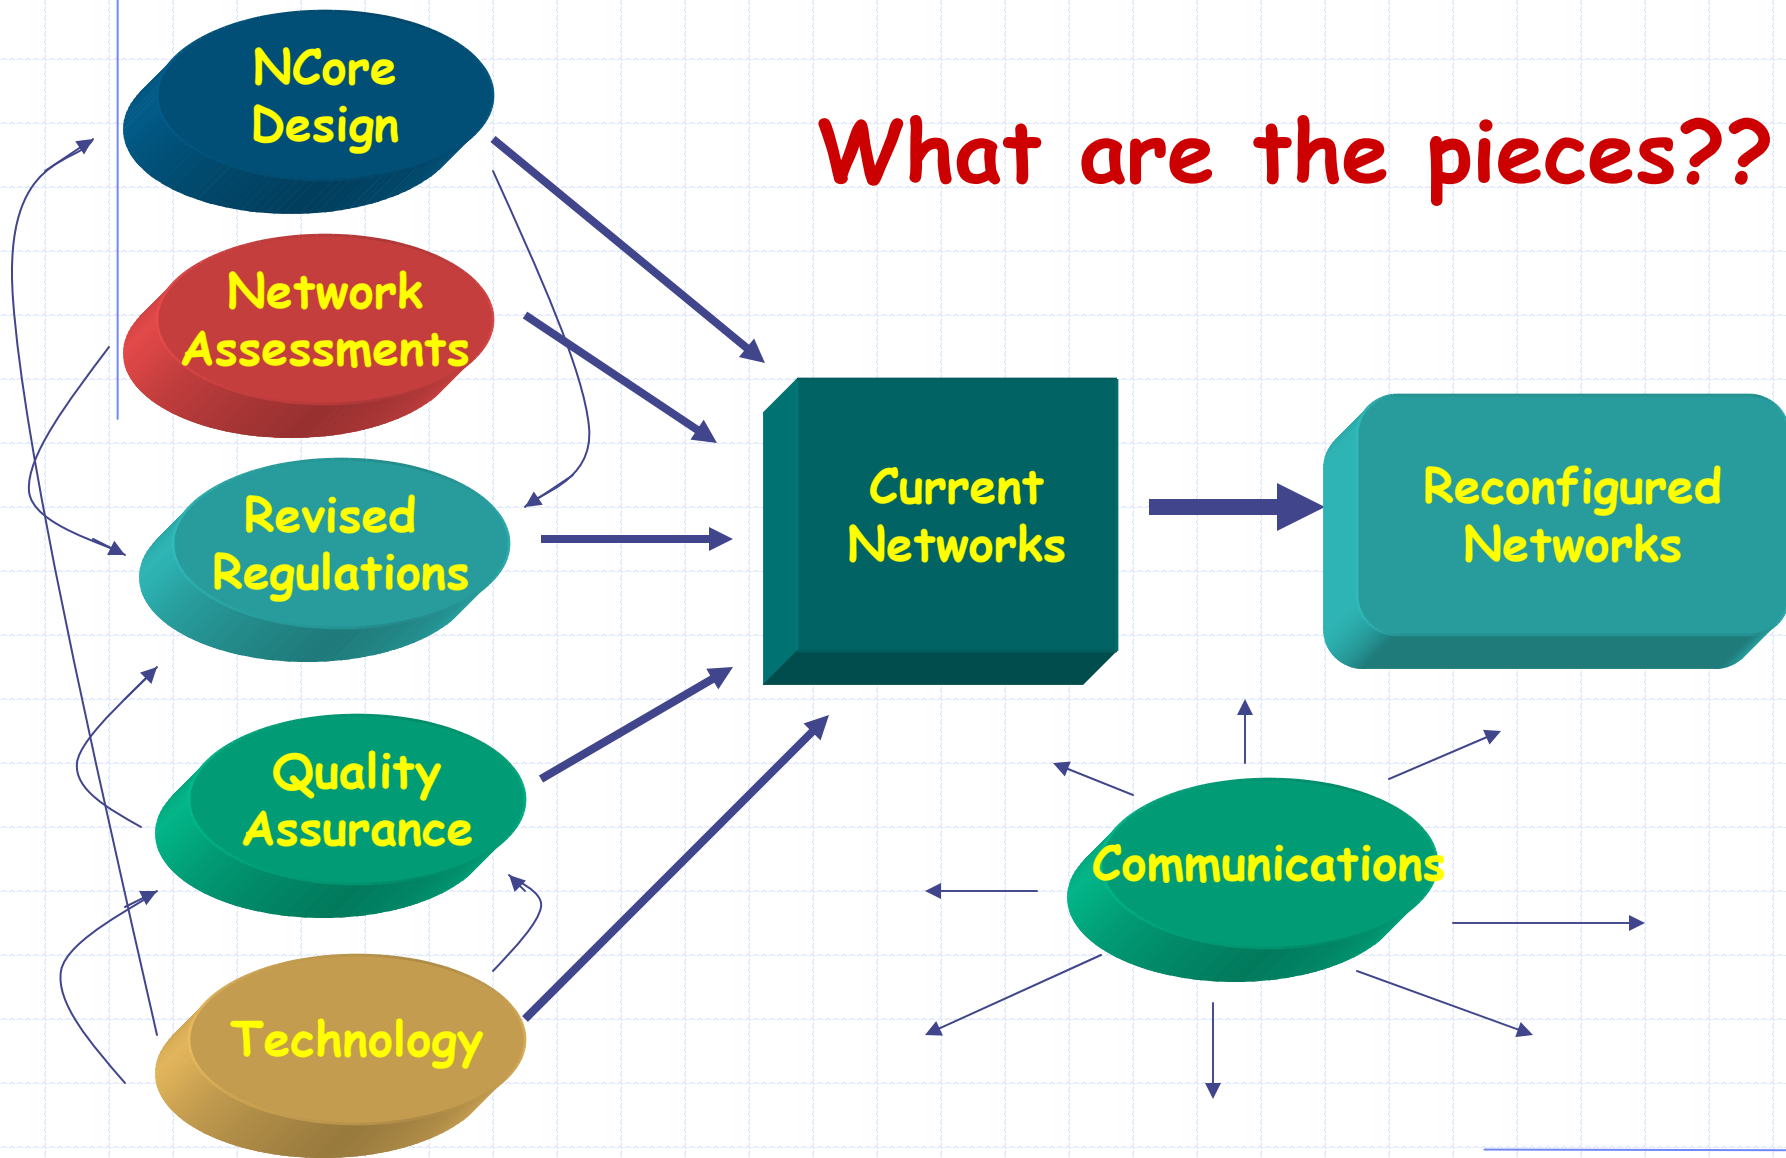 NCore
Design
What are the pieces??
Network
Assessments
Revised
Regulations
Current
Networks
Reconfigured
Networks
Quality
Assurance
Communications
Technology